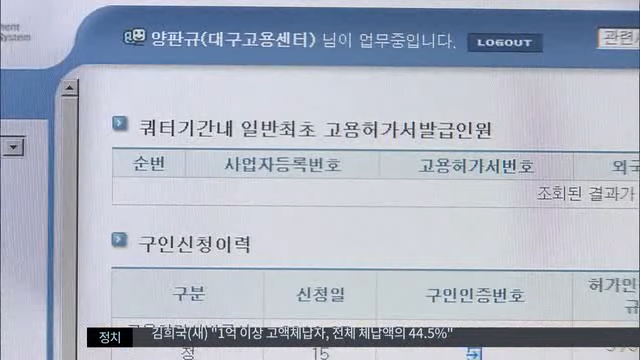 양판규(대구고용센터) 님이 업무중입니다. LOGOUT 관련
쿼터기간내 일반최초 고용허가서발급인원
순번 사업자등록번호 고용허가서번호 외국
조회된 결과가
구인신청이력
구분 신청일 구인인증번호 허가인
규
정치 김희국(새) "1억 이상 고액체납자, 전체 체납액의 44.5%"
정 15